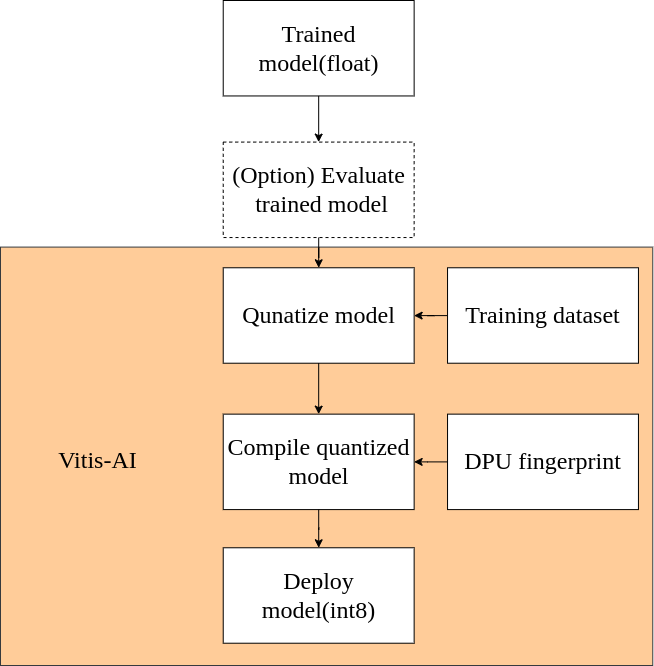 Trained
model(float)
(Option) Evaluate
trained model
Qunatize model
Training dataset
Compile quantized
model
DPU fingerprint
Vitis-AI
Deploy
model(int8)